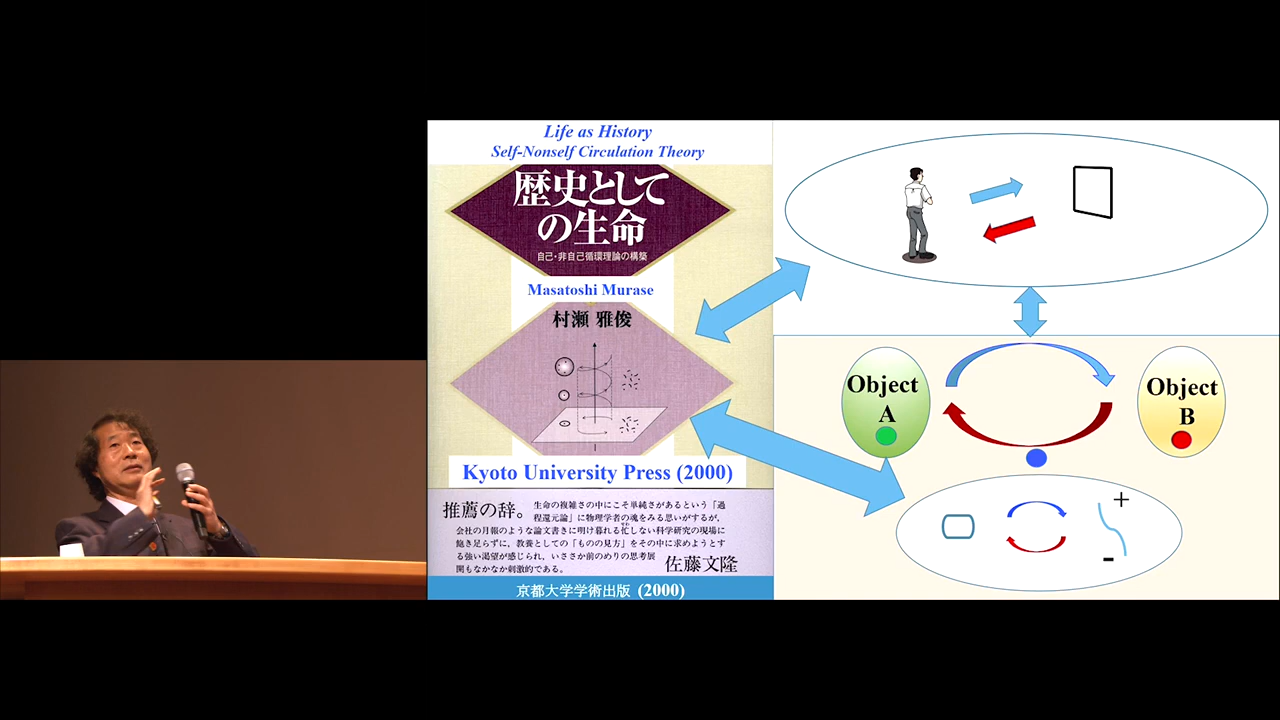 Life as History
Self-Nonself Circulation Theory
歴史として
の生命
自己・非自己循環理論の構築
Masatoshi Murase
村瀬 雅俊
Kyoto University Press (2000)
推薦の辞。
生命の複雑さの中にこそ単純さがあるという「過
程還元論」に物理学者の魂をみる思いがするが、
会社の月報のような論文書きに明け暮れる忙しない科学研究の現場に
飽き足らずに、教養としての「ものの見方」をその中に求めようとす
る強い渇望が感じられ、いささか前のめりの思考展
開もなかなか刺激的である。
佐藤文隆
京都大学学術出版 (2000)
Object
A
Object
B
+
-